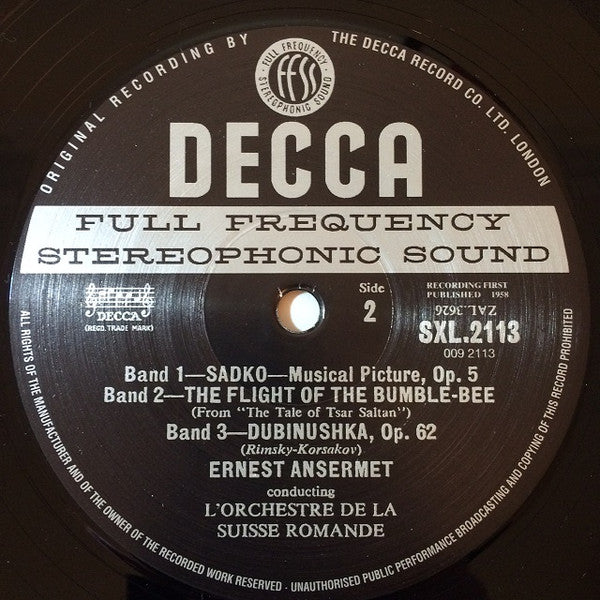 ORIGINAL RECORDING BY
THE DECCA RECORD CO. LTD. LONDON
FULL FREQUENCY
ffss
STEREOPHONIC SOUND
DECCA
FULL FREQUENCY
STEREOPHONIC SOUND
DECCA
(REGD. TRADE MARK)
Side
2
RECORDING FIRST
PUBLISHED 1958
ZAL.3626
SXL.2113
009 2113
Band 1—SADKO—Musical Picture, Op. 5
Band 2—THE FLIGHT OF THE BUMBLE-BEE
(From "The Tale of Tsar Saltan")
Band 3—DUBINUSHKA, Op. 62
(Rimsky-Korsakov)
ERNEST ANSERMET
conducting
L'ORCHESTRE DE LA
SUISSE ROMANDE
ALL RIGHTS OF THE MANUFACTURER AND OF THE OWNER OF THE RECORDED WORK RESERVED - UNAUTHORISED PUBLIC PERFORMANCE BROADCASTING AND COPYING OF THIS RECORD PROHIBITED